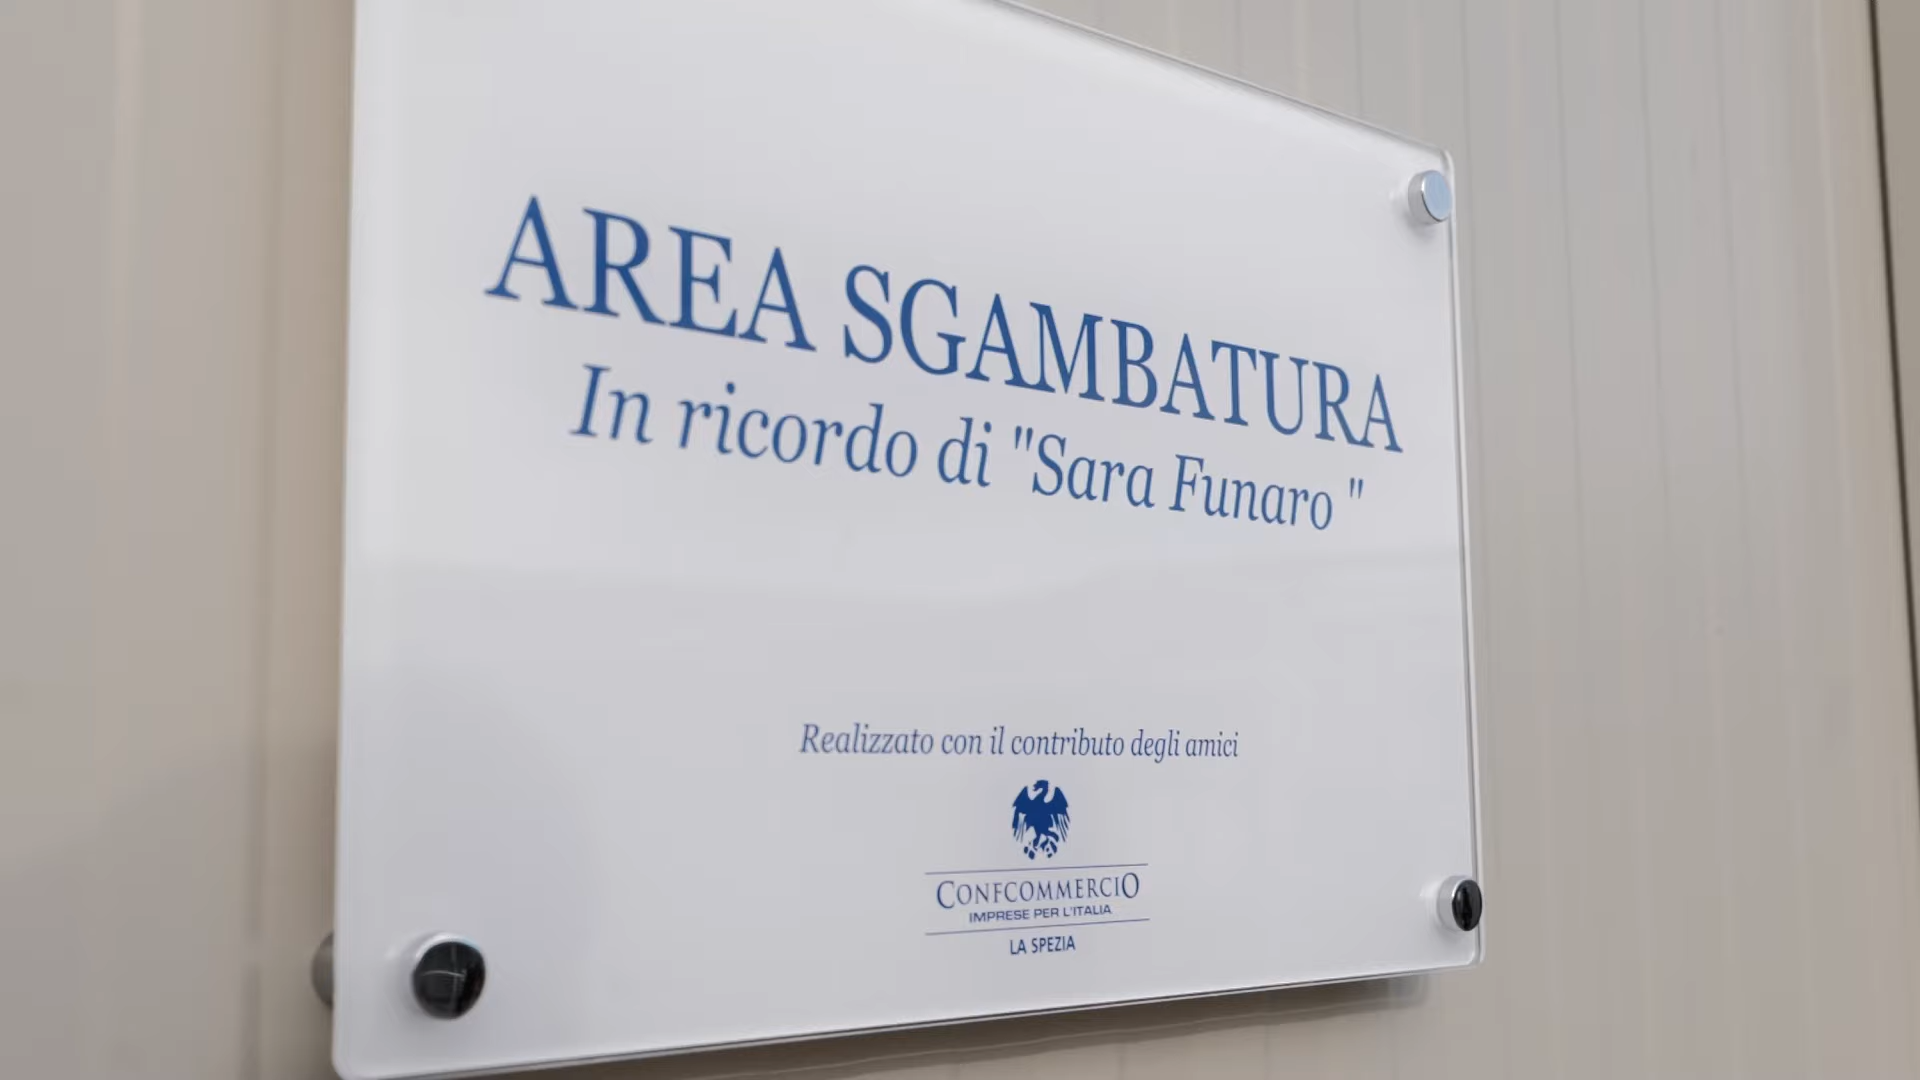 AREA SGAMBATURA
In ricordo di "Sara Funaro "
Realizzato con il contributo degli amici
CONFCOMMERCIO
IMPRESE PER L'ITALIA
LA SPEZIA